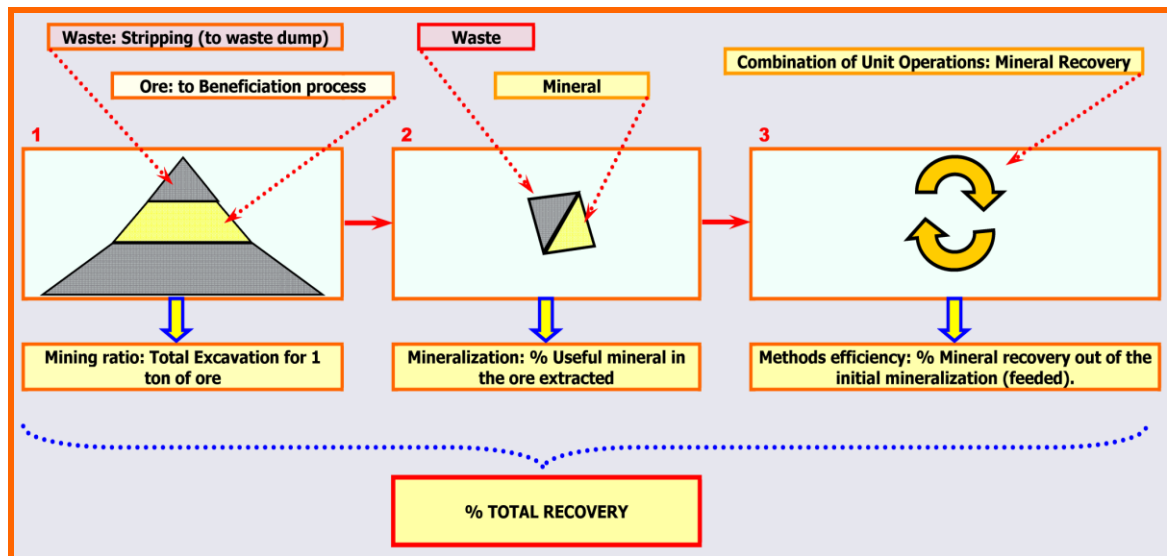 Waste: Stripping (to waste dump)
Waste
Combination of Unit Operations: Mineral Recovery
Ore: to Beneficiation process
Mineral
1
2
3
Mining ratio: Total Excavation for 1
ton of ore
Mineralization: % Useful mineral in
the ore extracted
Methods efficiency: % Mineral recovery out of the
initial mineralization (feeded).
% TOTAL RECOVERY